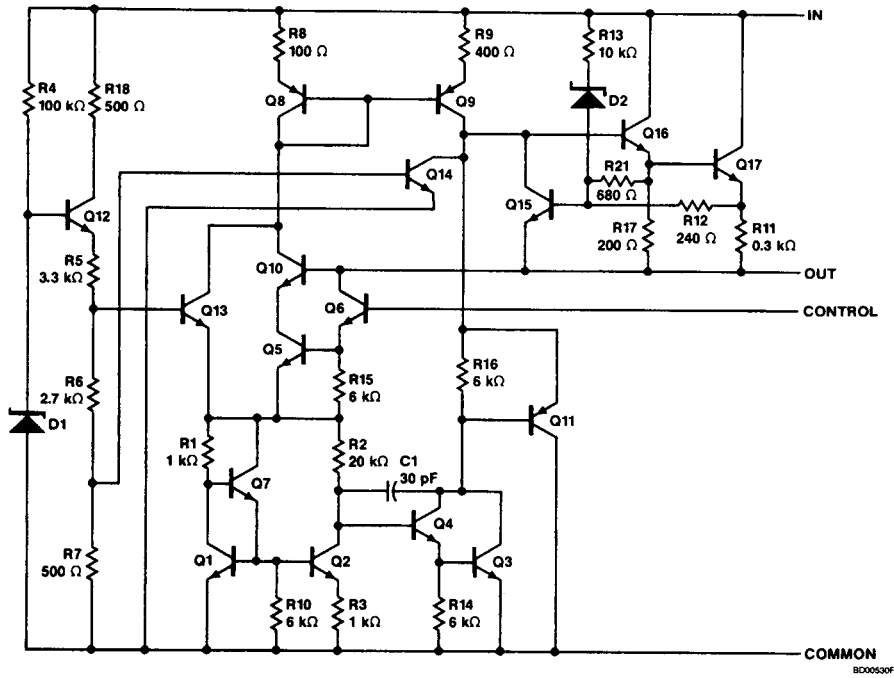 IN
R8
100 Ω
R9
400 Ω
R13
10 kΩ
R4
100 kΩ
R18
500 Ω
Q8
Q9
D2
Q16
Q14
R21
680 Ω
Q17
Q12
Q15
R17
200 Ω
R12
240 Ω
R11
0.3 kΩ
R5
3.3 kΩ
Q10
OUT
Q13
Q6
CONTROL
Q5
R6
2.7 kΩ
R15
6 kΩ
R16
6 kΩ
D1
Q11
R1
1 kΩ
R2
20 kΩ
Q7
C1
30 pF
Q4
R7
500 Ω
Q1
Q2
Q3
R10
6 kΩ
R3
1 kΩ
R14
6 kΩ
COMMON
BD00530F